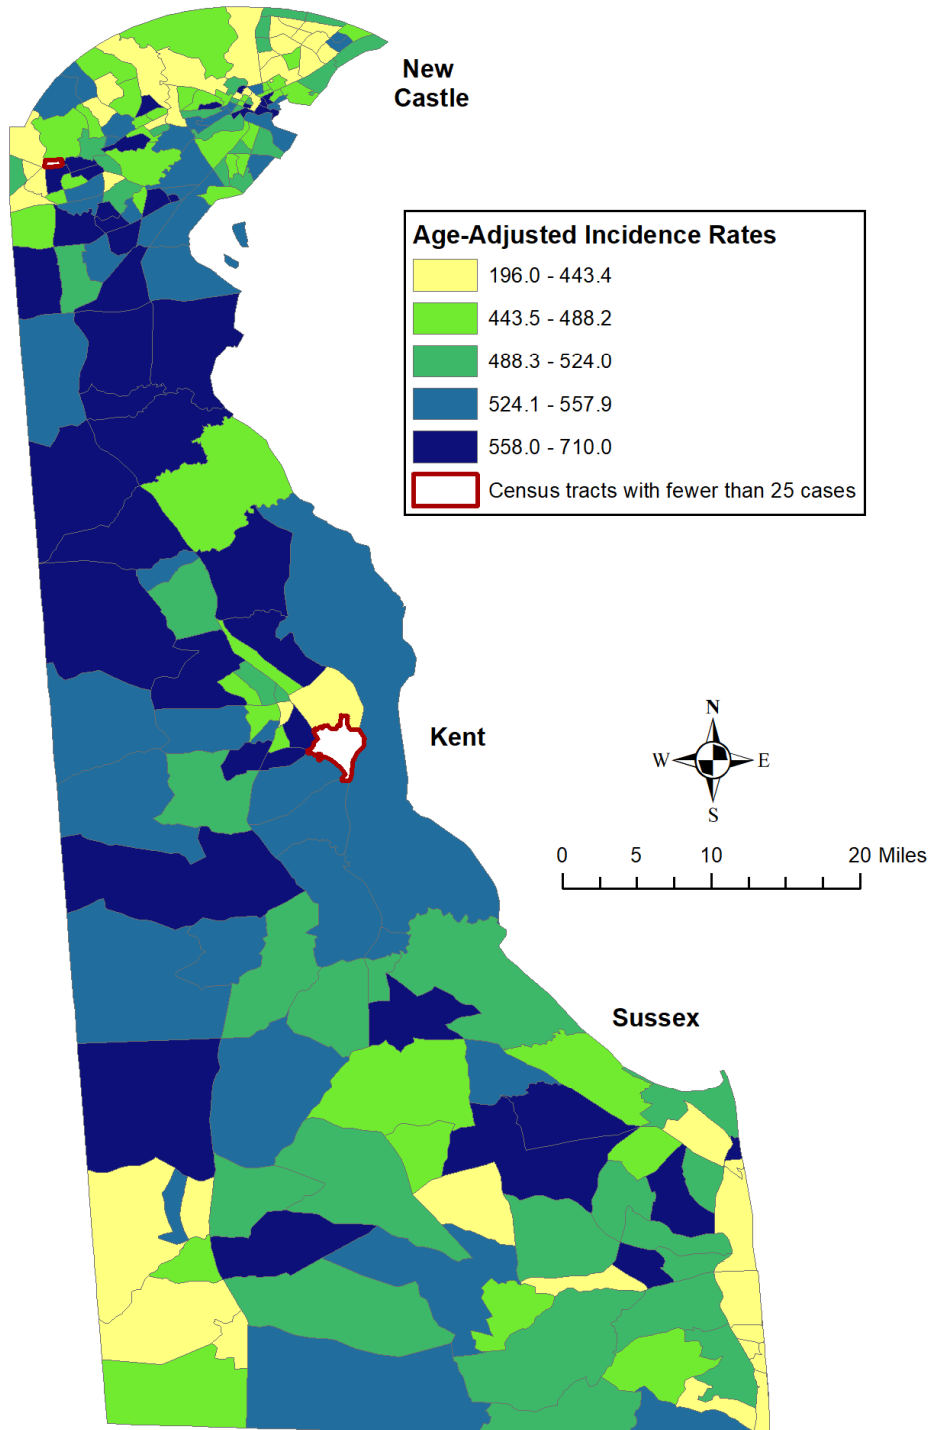 New
Castle
Age-Adjusted Incidence Rates
196.0 - 443.4
443.5 - 488.2
488.3 - 524.0
524.1 - 557.9
558.0 - 710.0
Census tracts with fewer than 25 cases
Kent
N
W E
S
0 5 10 20 Miles
Sussex